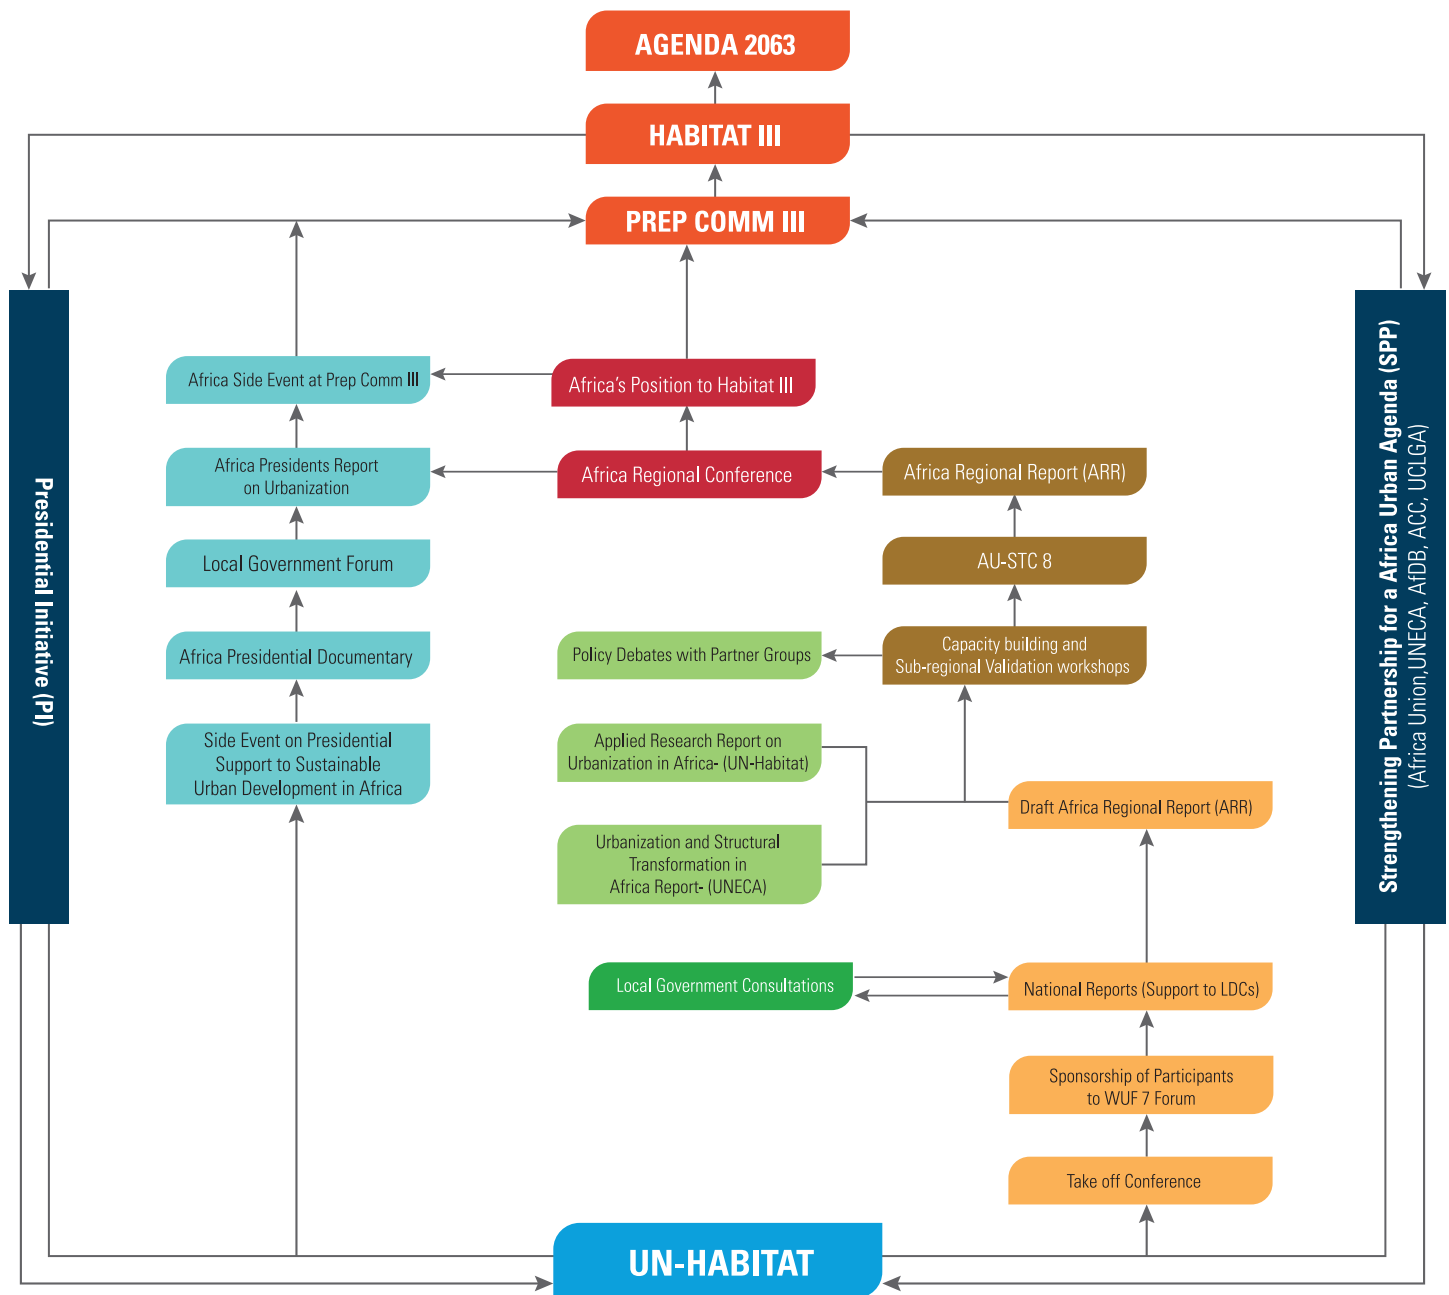 AGENDA 2063
HABITAT III
PREP COMM III
Africa Side Event at Prep Comm III
Africa's Position to Habitat III
Africa Presidents Report
on Urbanization
Africa Regional Conference
Africa Regional Report (ARR)
Local Government Forum
AU-STC 8
Africa Presidential Documentary
Policy Debates with Partner Groups
Capacity building and
Sub-regional Validation workshops
Side Event on Presidential
Support to Sustainable
Urban Development in Africa
Applied Research Report on
Urbanization in Africa- (UN-Habitat)
Draft Africa Regional Report (ARR)
Urbanization and Structural
Transformation in
Africa Report- (UNECA)
Local Government Consultations
National Reports (Support to LDCs)
Sponsorship of Participants
to WUF 7 Forum
Take off Conference
UN-HABITAT
Presidential Initiative (PI)
Strengthening Partnership for a Africa Urban Agenda (SPP)
(Africa Union,UNECA, AfDB, ACC, UCLGA)